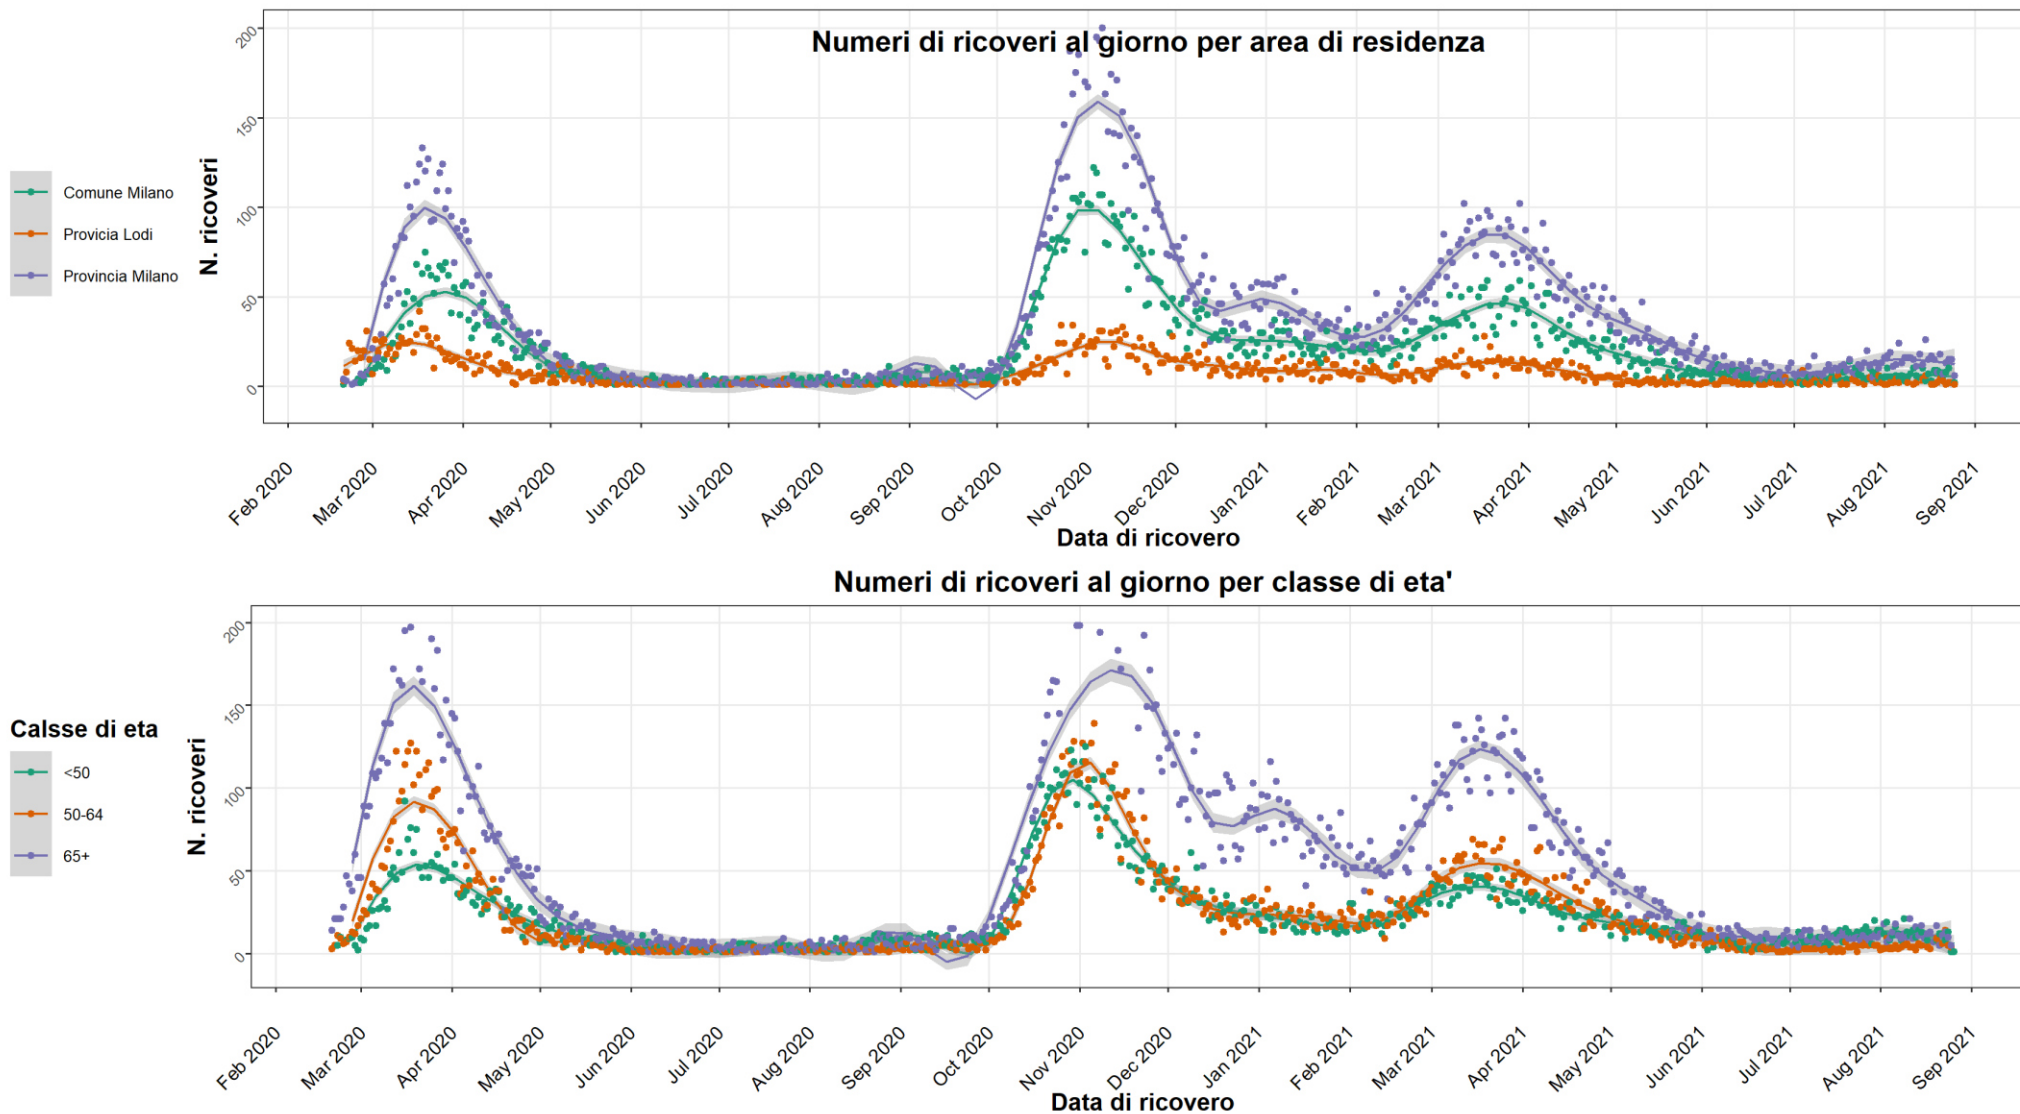 Numeri di ricoveri al giorno per area di residenza
200
150
100
50
0
N. ricoveri
Comune Milano
Provicia Lodi
Provincia Milano
Feb 2020
Mar 2020
Apr 2020
May 2020
Jun 2020
Jul 2020
Aug 2020
Sep 2020
Oct 2020
Nov 2020
Dec 2020
Jan 2021
Feb 2021
Mar 2021
Apr 2021
May 2021
Jun 2021
Jul 2021
Aug 2021
Sep 2021
Data di ricovero
Numeri di ricoveri al giorno per classe di eta'
200
150
100
50
0
N. ricoveri
Calsse di eta
<50
50-64
65+
Feb 2020
Mar 2020
Apr 2020
May 2020
Jun 2020
Jul 2020
Aug 2020
Sep 2020
Oct 2020
Nov 2020
Dec 2020
Jan 2021
Feb 2021
Mar 2021
Apr 2021
May 2021
Jun 2021
Jul 2021
Aug 2021
Sep 2021
Data di ricovero